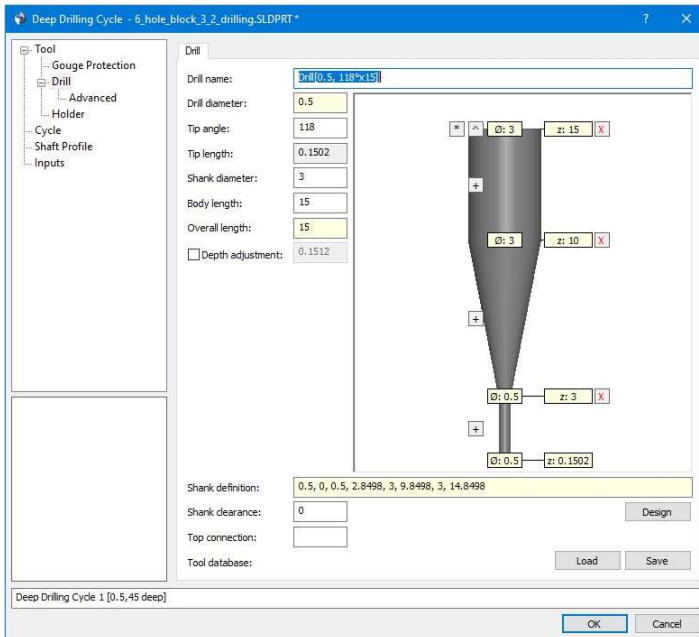 Deep Drilling Cycle - 6_hole_block_3_2_drilling.SLDPRT *
? X
Tool
Gouge Protection
Drill
Advanced
Holder
Cycle
Shaft Profile
Inputs
Drill
Drill name: Drill[0.5, 118°x15]
Drill diameter: 0.5
Tip angle: 118
Tip length: 0.1502
Shank diameter: 3
Body length: 15
Overall length: 15
Depth adjustment: 0.1512
* ^ Ø: 3 z: 15 X
+
Ø: 3 z: 10 X
+
Ø: 0.5 z: 3 X
+
Ø: 0.5 z: 0.1502
Shank definition: 0.5, 0, 0.5, 2.8498, 3, 9.8498, 3, 14.8498
Shank clearance: 0 Design
Top connection:
Tool database: Load Save
Deep Drilling Cycle 1 [0.5,45 deep]
OK Cancel